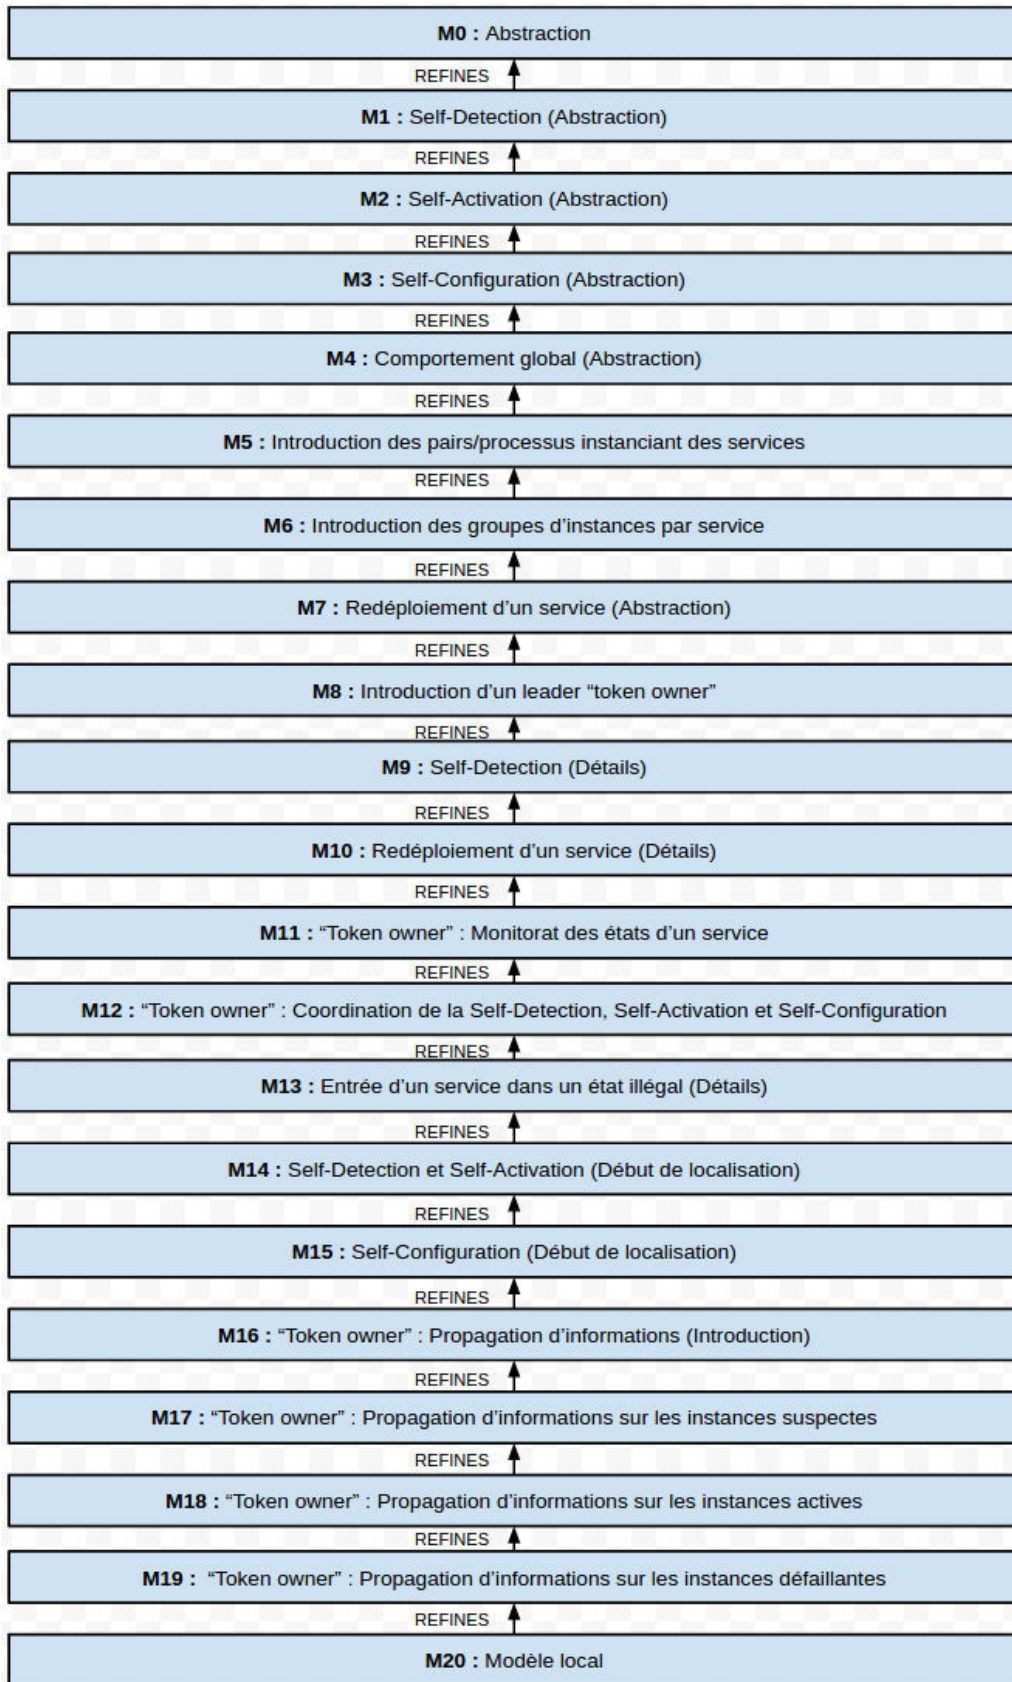 M0 : Abstraction
REFINES
M1 : Self-Detection (Abstraction)
REFINES
M2 : Self-Activation (Abstraction)
REFINES
M3 : Self-Configuration (Abstraction)
REFINES
M4 : Comportement global (Abstraction)
REFINES
M5 : Introduction des pairs/processus instanciant des services
REFINES
M6 : Introduction des groupes d’instances par service
REFINES
M7 : Redéploiement d’un service (Abstraction)
REFINES
M8 : Introduction d’un leader “token owner”
REFINES
M9 : Self-Detection (Détails)
REFINES
M10 : Redéploiement d’un service (Détails)
REFINES
M11 : “Token owner” : Monitorat des états d’un service
REFINES
M12 : “Token owner” : Coordination de la Self-Detection, Self-Activation et Self-Configuration
REFINES
M13 : Entrée d’un service dans un état illégal (Détails)
REFINES
M14 : Self-Detection et Self-Activation (Début de localisation)
REFINES
M15 : Self-Configuration (Début de localisation)
REFINES
M16 : “Token owner” : Propagation d’informations (Introduction)
REFINES
M17 : “Token owner” : Propagation d’informations sur les instances suspectes
REFINES
M18 : “Token owner” : Propagation d’informations sur les instances actives
REFINES
M19 : “Token owner” : Propagation d’informations sur les instances défaillantes
REFINES
M20 : Modèle local